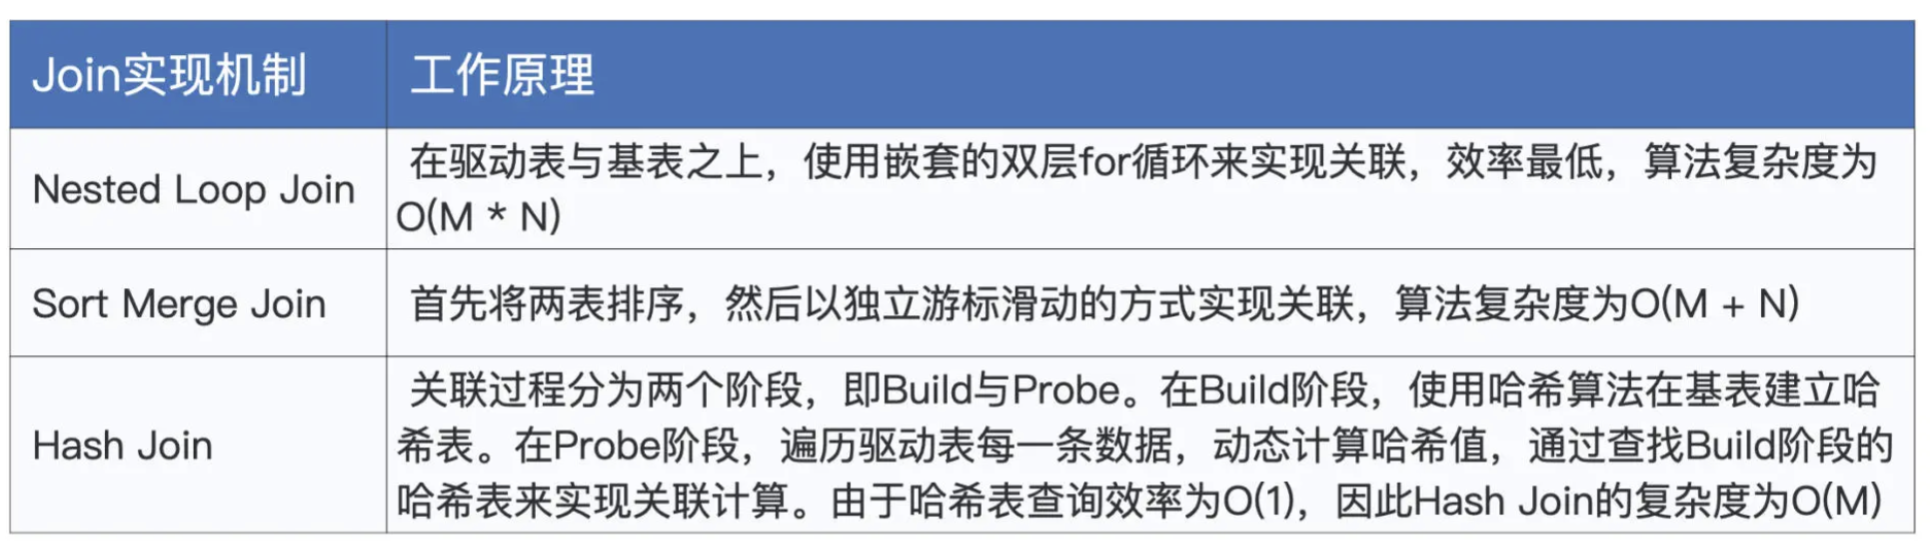 Join实现机制
工作原理
Nested Loop Join
在驱动表与基表之上，使用嵌套的双层for循环来实现关联，效率最低，算法复杂度为
O(M * N)
Sort Merge Join
首先将两表排序，然后以独立游标滑动的方式实现关联，算法复杂度为O(M + N)
Hash Join
关联过程分为两个阶段，即Build与Probe。在Build阶段，使用哈希算法在基表建立哈
希表。在Probe阶段，遍历驱动表每一条数据，动态计算哈希值，通过查找Build阶段的
哈希表来实现关联计算。由于哈希表查询效率为O(1)，因此Hash Join的复杂度为O(M)